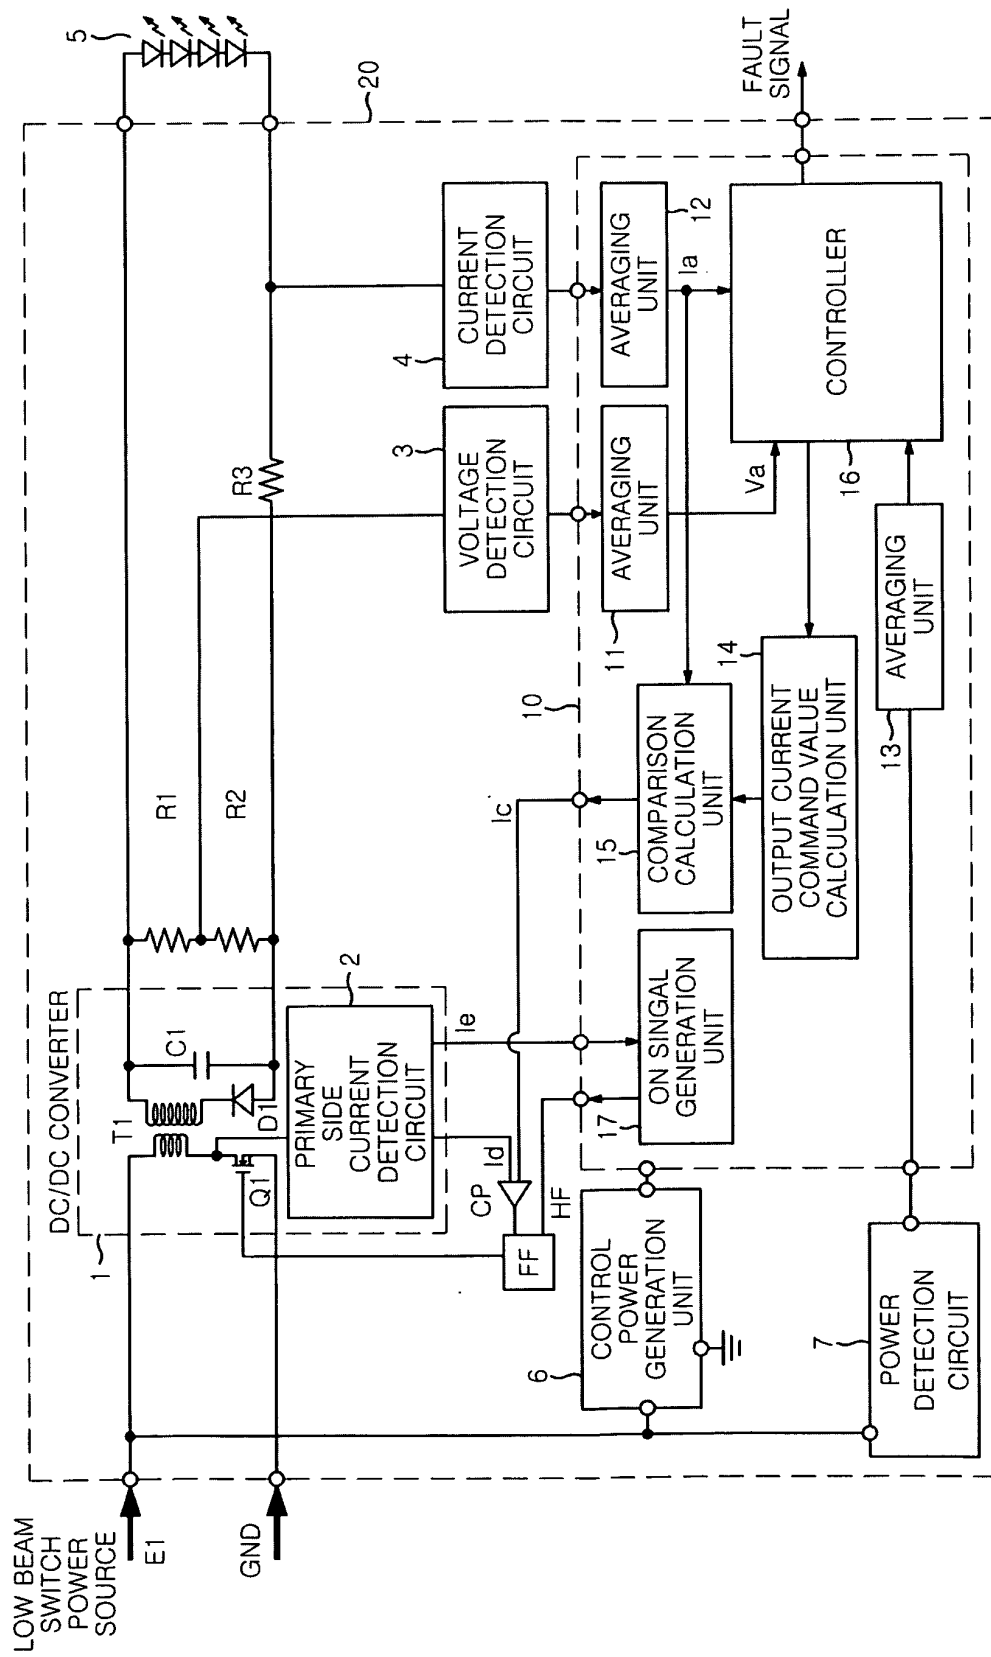 LOW BEAM
SWITCH
POWER
SOURCE
E1
GND
DC/DC CONVERTER
1
T1
Q1
D1
C1
PRIMARY
SIDE
CURRENT
DETECTION
CIRCUIT
2
R1
R2
R3
5
20
VOLTAGE
DETECTION
CIRCUIT
3
CURRENT
DETECTION
CIRCUIT
4
FAULT
SIGNAL
FF
CP
HF
Id
Ie
Ic
10
CONTROL
POWER
GENERATION
UNIT
6
POWER
DETECTION
CIRCUIT
7
ON SINGAL
GENERATION
UNIT
17
COMPARISON
CALCULATION
UNIT
15
OUTPUT CURRENT
COMMAND VALUE
CALCULATION UNIT
14
AVERAGING
UNIT
11
AVERAGING
UNIT
12
AVERAGING
UNIT
13
Va
Ia
CONTROLLER
16